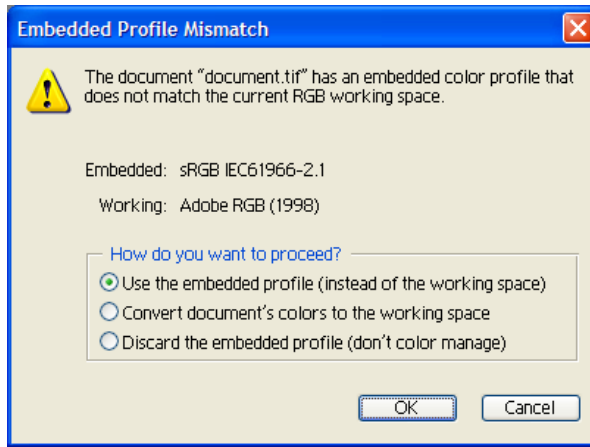 Embedded Profile Mismatch
The document “document.tif” has an embedded color profile that
does not match the current RGB working space.
Embedded: sRGB IEC61966-2.1
Working: Adobe RGB (1998)
How do you want to proceed?
Use the embedded profile (instead of the working space)
Convert document's colors to the working space
Discard the embedded profile (don't color manage)
OK Cancel